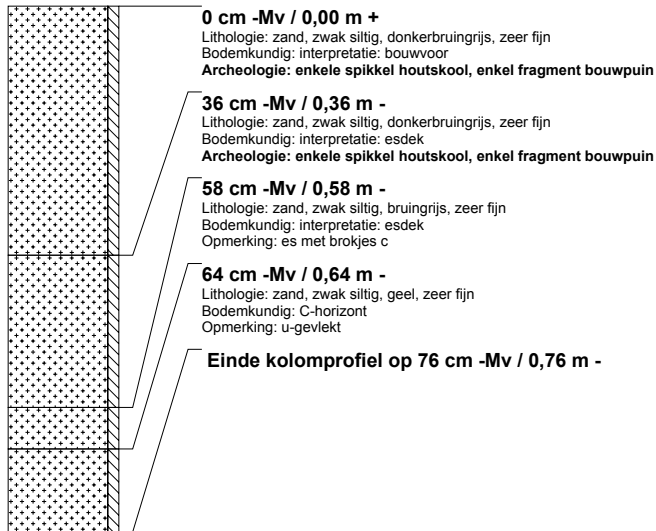 0 cm -Mv / 0,00 m +
Lithologie: zand, zwak siltig, donkerbruingrijs, zeer fijn
Bodemkundig: interpretatie: bouwvoor
Archeologie: enkele spikkel houtskool, enkel fragment bouwpuin
36 cm -Mv / 0,36 m -
Lithologie: zand, zwak siltig, donkerbruingrijs, zeer fijn
Bodemkundig: interpretatie: esdek
Archeologie: enkele spikkel houtskool, enkel fragment bouwpuin
58 cm -Mv / 0,58 m -
Lithologie: zand, zwak siltig, bruingrijs, zeer fijn
Bodemkundig: interpretatie: esdek
Opmerking: es met brokjes c
64 cm -Mv / 0,64 m -
Lithologie: zand, zwak siltig, geel, zeer fijn
Bodemkundig: C-horizont
Opmerking: u-gevlekt
Einde kolomprofiel op 76 cm -Mv / 0,76 m -